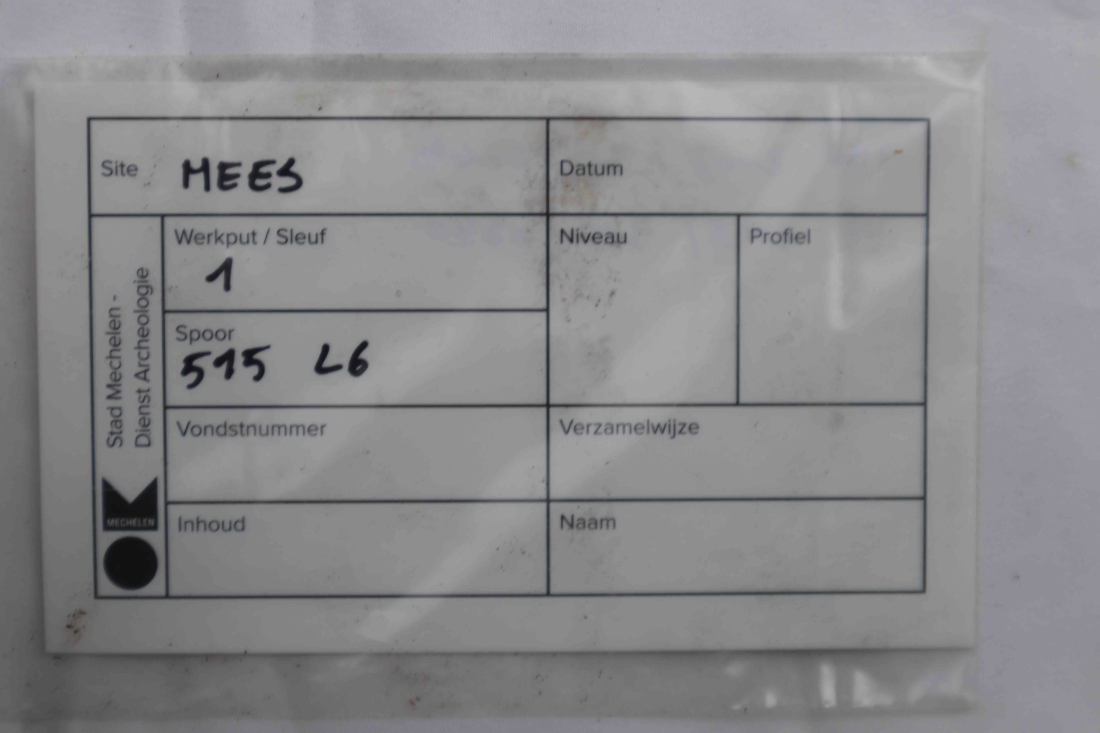 Site MEES
Datum
Werkput / Sleuf
1
Niveau
Profiel
Spoor
515 L6
Vondstnummer
Verzamelwijze
Inhoud
Naam
Stad Mechelen -
Dienst Archeologie
MECHELEN